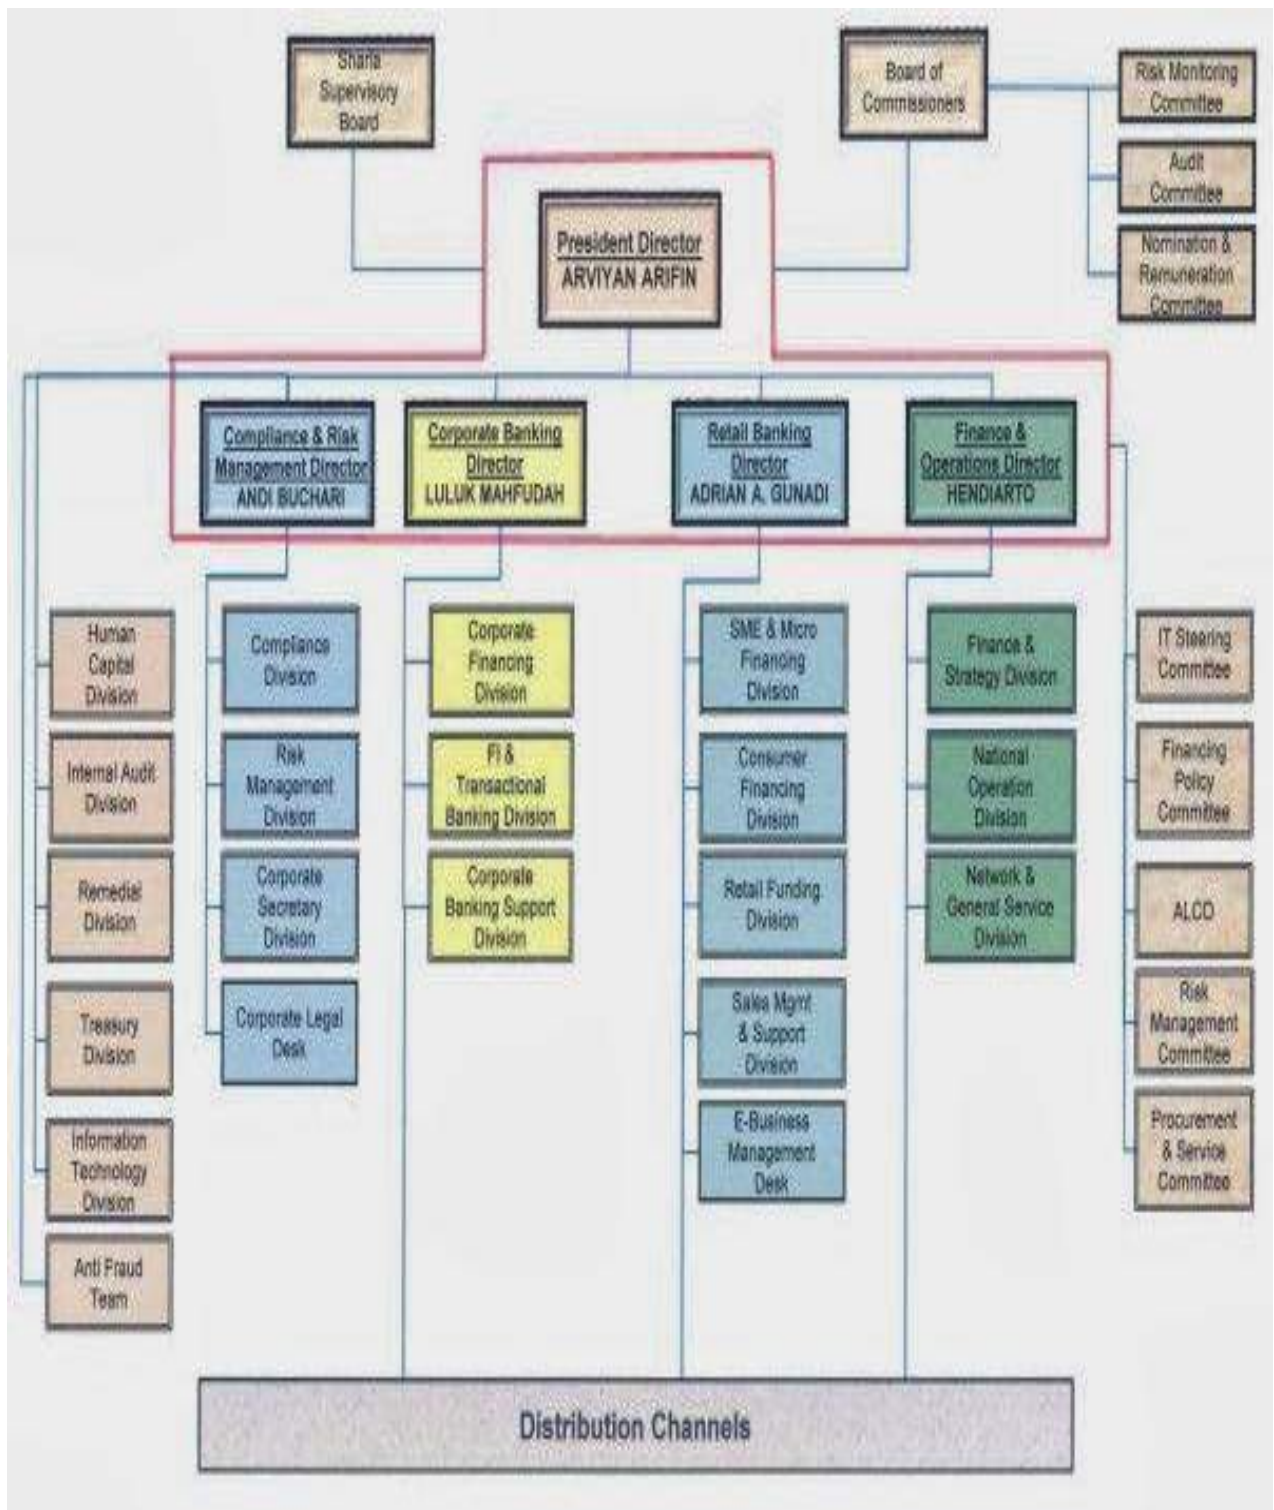 Sharia
Supervisory
Board
Board of
Commissioners
Risk Monitoring
Committee
Audit
Committee
Nomination &
Remuneration
Committee
President Director
ARVIYAN ARIFIN
Compliance & Risk
Management Director
ANDI BUCHARI
Corporate Banking
Director
LULUK MAHFUDAH
Retail Banking
Director
ADRIAN A. GUNADI
Finance &
Operations Director
HENDIARTO
Human
Capital
Division
Internal Audit
Division
Remedial
Division
Treasury
Division
Information
Technology
Division
Anti Fraud
Team
Compliance
Division
Risk
Management
Division
Corporate
Secretary
Division
Corporate Legal
Desk
Corporate
Financing
Division
FI &
Transactional
Banking Division
Corporate
Banking Support
Division
SME & Micro
Financing
Division
Consumer
Financing
Division
Retail Funding
Division
Sales Mgmt
& Support
Division
E-Business
Management
Desk
Finance &
Strategy Division
National
Operation
Division
Network &
General Service
Division
IT Steering
Committee
Financing
Policy
Committee
ALCO
Risk
Management
Committee
Procurement
& Service
Committee
Distribution Channels